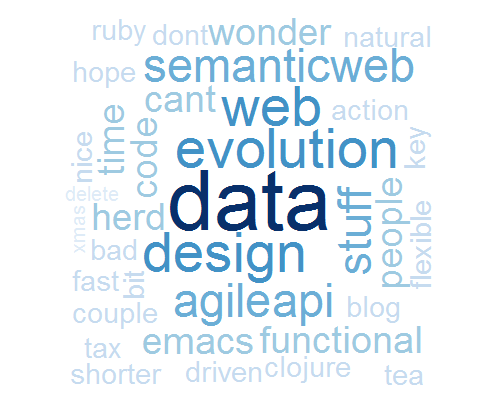 ruby dont wonder natural
hope semanticweb
cant web action
time code evolution key
nice
delete data people
xmas herd stuff flexible
bad design
fast bit agileapi blog
couple
tax emacs functional
shorter driven clojure tea